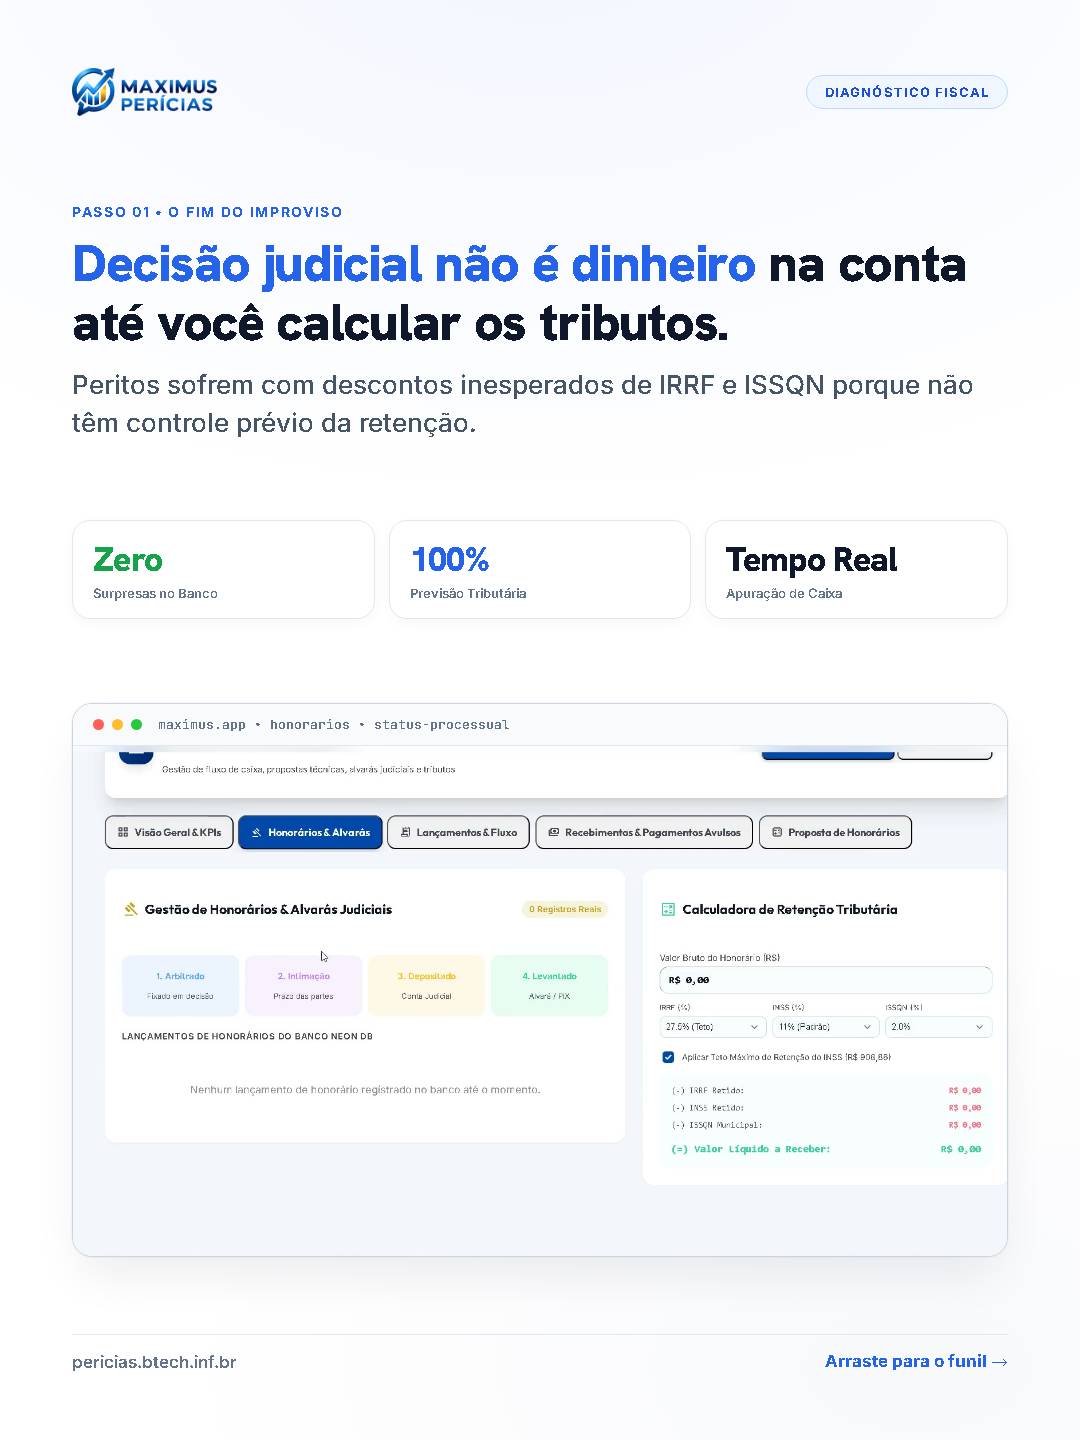 MAXIMUS
PERÍCIAS
DIAGNÓSTICO FISCAL
PASSO 01 • O FIM DO IMPROVISO
Decisão judicial não é dinheiro na conta
até você calcular os tributos.
Peritos sofrem com descontos inesperados de IRRF e ISSQN porque não
têm controle prévio da retenção.
Zero
Surpresas no Banco
100%
Previsão Tributária
Tempo Real
Apuração de Caixa
maximus.app • honorarios • status-processual
Gestão de fluxo de caixa, propostas técnicas, alvarás judiciais e tributos
Visão Geral & KPIs
Honorários & Alvarás
Lançamentos & Fluxo
Recebimentos & Pagamentos Avulsos
Proposta de Honorários
Gestão de Honorários & Alvarás Judiciais
0 Registros Reais
1. Arbitrado
Fixado em decisão
2. Intimação
Prazo das partes
3. Depositado
Conta Judicial
4. Levantado
Alvará / PIX
LANÇAMENTOS DE HONORÁRIOS DO BANCO NEON DB
Nenhum lançamento de honorário registrado no banco até o momento.
Calculadora de Retenção Tributária
Valor Bruto do Honorário (R$)
R$ 0,00
IRRF (%)
INSS (%)
ISSQN (%)
27.5% (Teto)
11% (Padrão)
2.0%
Aplicar Teto Máximo de Retenção do INSS (R$ 908,86)
(-) IRRF Retido:
R$ 0,00
(-) INSS Retido:
R$ 0,00
(-) ISSQN Municipal:
R$ 0,00
(=) Valor Líquido a Receber:
R$ 0,00
pericias.btech.inf.br
Arraste para o funil →